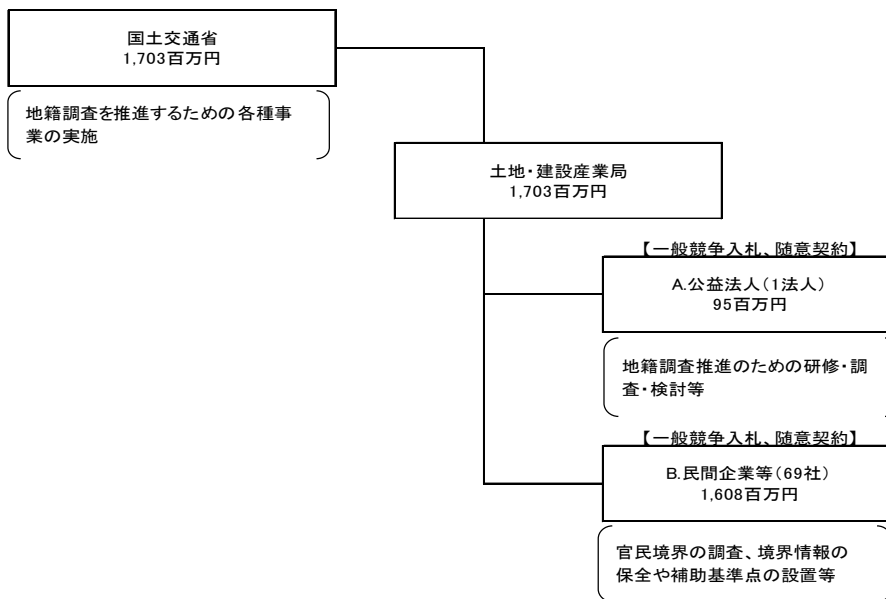 国土交通省
1,703百万円
地籍調査を推進するための各種事
業の実施
土地・建設産業局
1,703百万円
【一般競争入札、随意契約】
A.公益法人(1法人)
95百万円
地籍調査推進のための研修・調
査・検討等
【一般競争入札、随意契約】
B.民間企業等(69社)
1,608百万円
官民境界の調査、境界情報の
保全や補助基準点の設置等